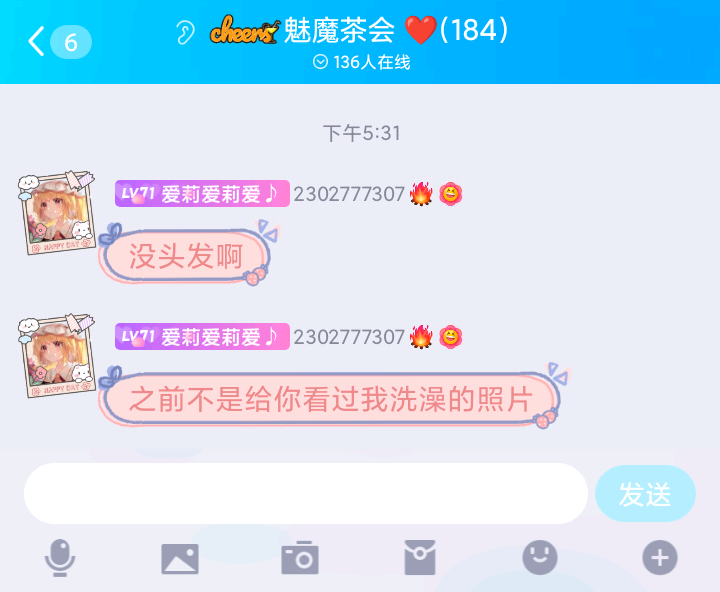 6
cheers 魅魔茶会 ❤️(184)
136人在线
下午5:31
LV71 爱莉爱莉爱♪ 2302777307🔥
没头发啊
LV71 爱莉爱莉爱♪ 2302777307🔥
之前不是给你看过我洗澡的照片
发送
HAPPY DAY
HAPPY DAY